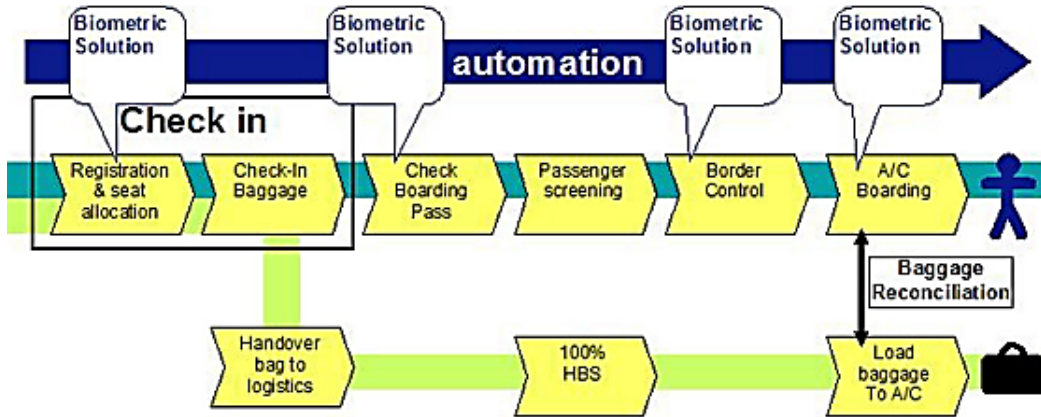 Biometric
Solution
Biometric
Solution
Biometric
Solution
Biometric
Solution
automation
Check in
Registration
& seat
allocation
Check-In
Baggage
Check
Boarding
Pass
Passenger
screening
Border
Control
A/C
Boarding
Baggage
Reconciliation
Handover
bag to
logistics
100%
HBS
Load
baggage
To A/C